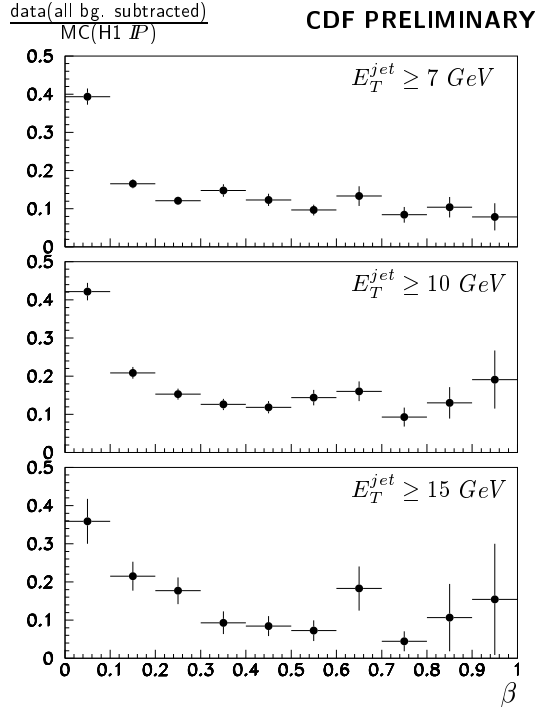 data(all bg. subtracted)
MC(H1 IP)
CDF PRELIMINARY
E_T^{jet} ≥ 7 GeV
0.5
0.4
0.3
0.2
0.1
0
E_T^{jet} ≥ 10 GeV
0.5
0.4
0.3
0.2
0.1
0
E_T^{jet} ≥ 15 GeV
0.5
0.4
0.3
0.2
0.1
0
0 0.1 0.2 0.3 0.4 0.5 0.6 0.7 0.8 0.9 1
β